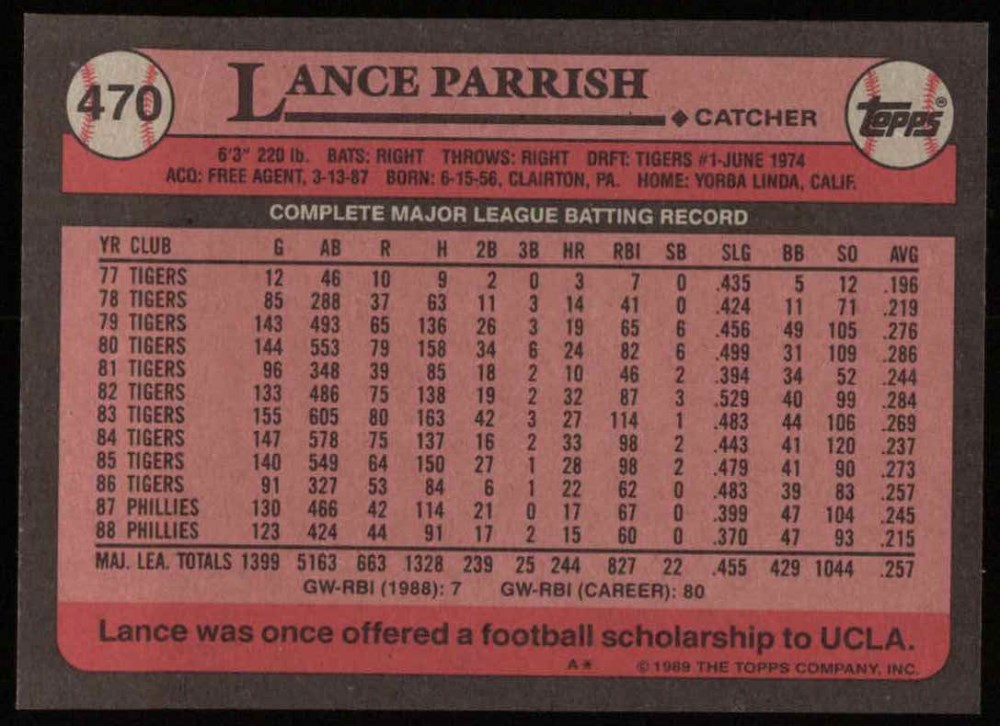 470
LANCE PARRISH
◆ CATCHER
Topps®
6'3" 220 lb. BATS: RIGHT THROWS: RIGHT DRFT: TIGERS #1-JUNE 1974
ACQ: FREE AGENT, 3-13-87 BORN: 6-15-56, CLAIRTON, PA. HOME: YORBA LINDA, CALIF.
COMPLETE MAJOR LEAGUE BATTING RECORD
YR CLUB G AB R H 2B 3B HR RBI SB SLG BB SO AVG
77 TIGERS 12 46 10 9 2 0 3 7 0 .435 5 12 .196
78 TIGERS 85 288 37 63 11 3 14 41 0 .424 11 71 .219
79 TIGERS 143 493 65 136 26 3 19 65 6 .456 49 105 .276
80 TIGERS 144 553 79 158 34 6 24 82 6 .499 31 109 .286
81 TIGERS 96 348 39 85 18 2 10 46 2 .394 34 52 .244
82 TIGERS 133 486 75 138 19 2 32 87 3 .529 40 99 .284
83 TIGERS 155 605 80 163 42 3 27 114 1 .483 44 106 .269
84 TIGERS 147 578 75 137 16 2 33 98 2 .443 41 120 .237
85 TIGERS 140 549 64 150 27 1 28 98 2 .479 41 90 .273
86 TIGERS 91 327 53 84 6 1 22 62 0 .483 39 83 .257
87 PHILLIES 130 466 42 114 21 0 17 67 0 .399 47 104 .245
88 PHILLIES 123 424 44 91 17 2 15 60 0 .370 47 93 .215
MAJ. LEA. TOTALS 1399 5163 663 1328 239 25 244 827 22 .455 429 1044 .257
GW-RBI (1988): 7 GW-RBI (CAREER): 80
Lance was once offered a football scholarship to UCLA.
A* © 1989 THE TOPPS COMPANY, INC.